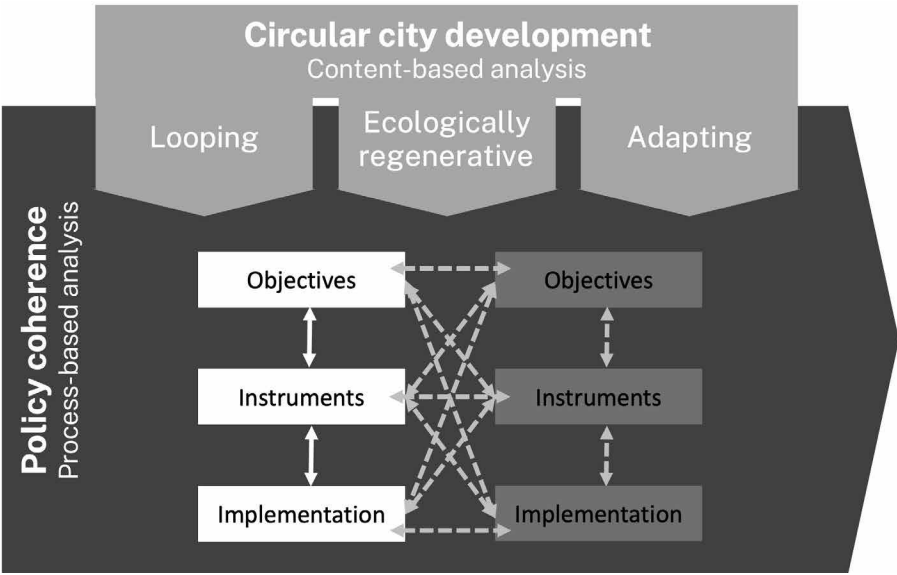 Circular city development
Content-based analysis
Looping
Ecologically
regenerative
Adapting
Policy coherence
Process-based analysis
Objectives
Objectives
Instruments
Instruments
Implementation
Implementation